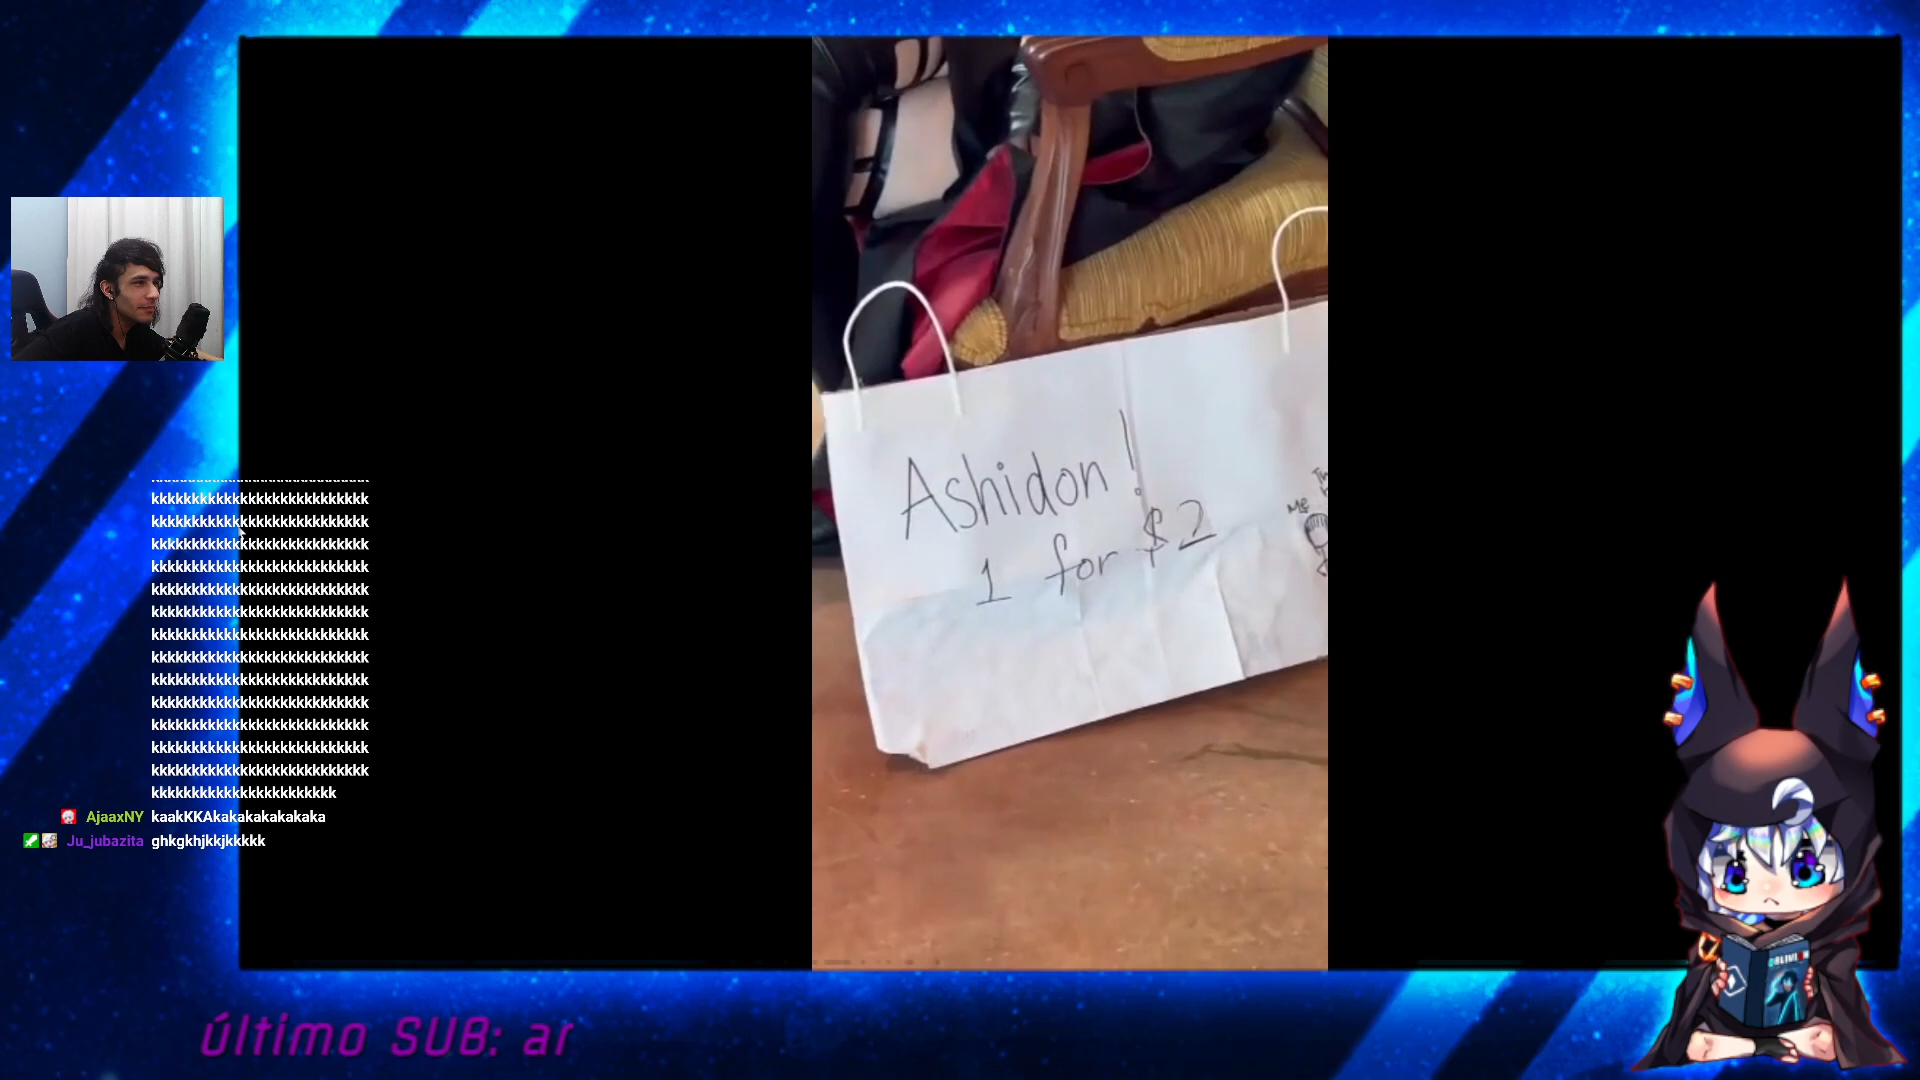 Ashidon!
1 for $2
Me
kkkkkkkkkkkkkkkkkkkkkkkkkkk
kkkkkkkkkkkkkkkkkkkkkkkkkkk
kkkkkkkkkkkkkkkkkkkkkkkkkkk
kkkkkkkkkkkkkkkkkkkkkkkkkkk
kkkkkkkkkkkkkkkkkkkkkkkkkkk
kkkkkkkkkkkkkkkkkkkkkkkkkkk
kkkkkkkkkkkkkkkkkkkkkkkkkkk
kkkkkkkkkkkkkkkkkkkkkkkkkkk
kkkkkkkkkkkkkkkkkkkkkkkkkkk
kkkkkkkkkkkkkkkkkkkkkkkkkkk
kkkkkkkkkkkkkkkkkkkkkkkkkkk
kkkkkkkkkkkkkkkkkkkkkkkkkkk
kkkkkkkkkkkkkkkkkkkkkkkkkkk
kkkkkkkkkkkkkkkkkkkkkkk
AjaaxNY kaakKKAkakakakakakaka
Ju_jubazita ghkgkhjkkjkkkkk
último SUB: ar